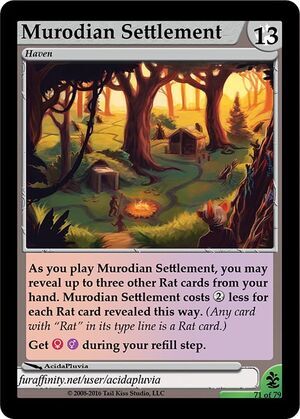 Murodian Settlement 13
Haven
As you play Murodian Settlement, you may
reveal up to three other Rat cards from your
hand. Murodian Settlement costs 2 less for
each Rat card revealed this way. (Any card
with “Rat” in its type line is a Rat card.)
Get during your refill step.
AcidaPluvia
furaffinity.net/user/acidapluvia
© 2008-2016 Tail Kiss Studio, LLC
71 of 79